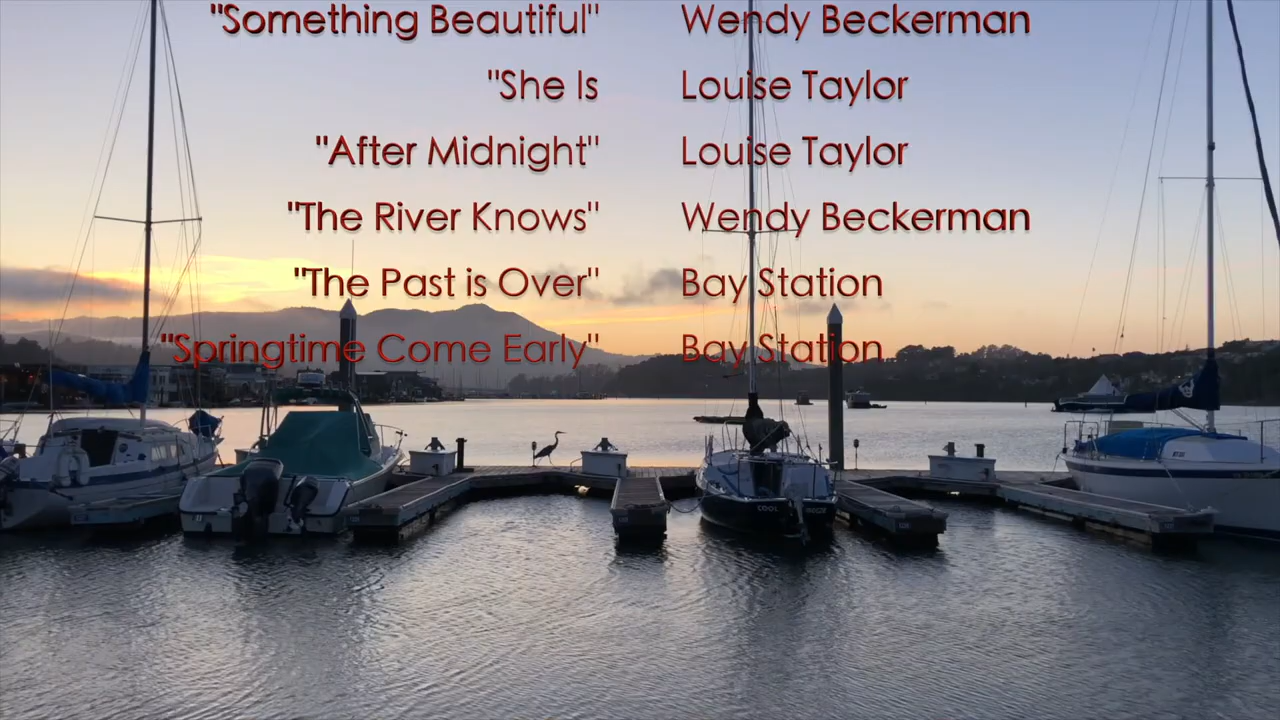 "Something Beautiful" Wendy Beckerman
"She Is Louise Taylor
"After Midnight" Louise Taylor
"The River Knows" Wendy Beckerman
"The Past is Over" Bay Station
"Springtime Come Early" Bay Station
COOL